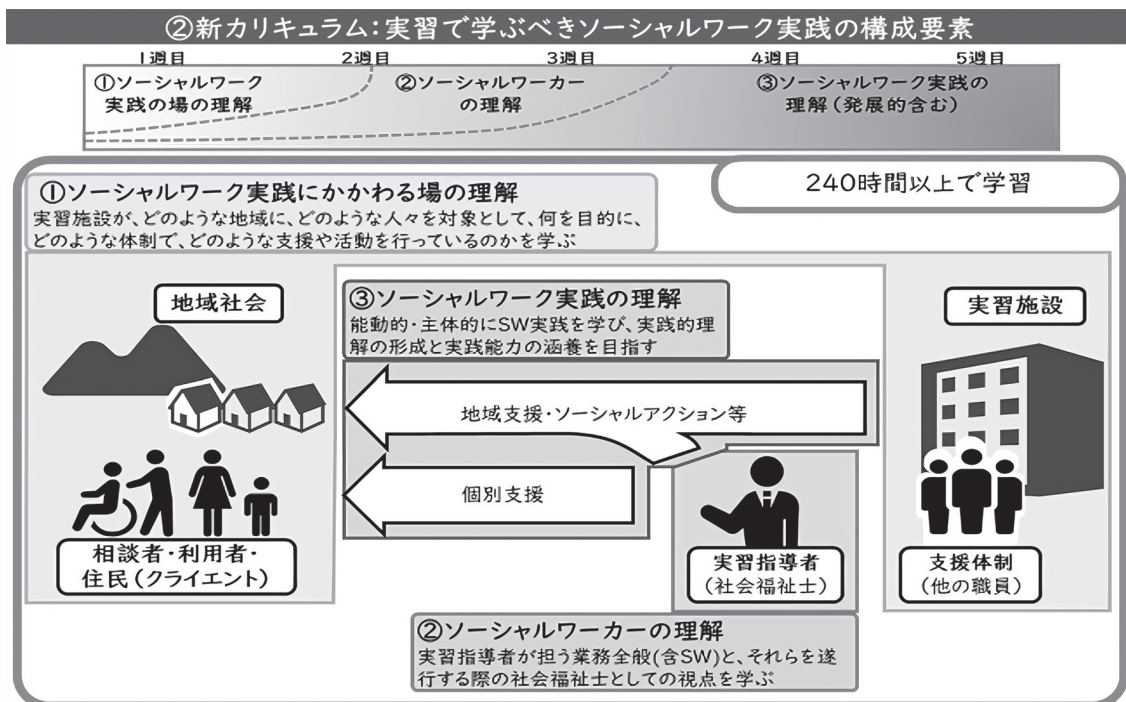 ②新カリキュラム:実習で学ぶべきソーシャルワーク実践の構成要素
1週目 2週目 3週目 4週目 5週目
①ソーシャルワーク
実践の場の理解
②ソーシャルワーカー
の理解
③ソーシャルワーク実践の
理解(発展的含む)
240時間以上で学習
①ソーシャルワーク実践にかかわる場の理解
実習施設が、どのような地域に、どのような人々を対象として、何を目的に、
どのような体制で、どのような支援や活動を行っているのかを学ぶ
地域社会
③ソーシャルワーク実践の理解
能動的・主体的にSW実践を学び、実践的理
解の形成と実践能力の涵養を目指す
実習施設
地域支援・ソーシャルアクション等
個別支援
相談者・利用者・
住民(クライエント)
実習指導者
(社会福祉士)
支援体制
(他の職員)
②ソーシャルワーカーの理解
実習指導者が担う業務全般(含SW)と、それらを遂
行する際の社会福祉士としての視点を学ぶ